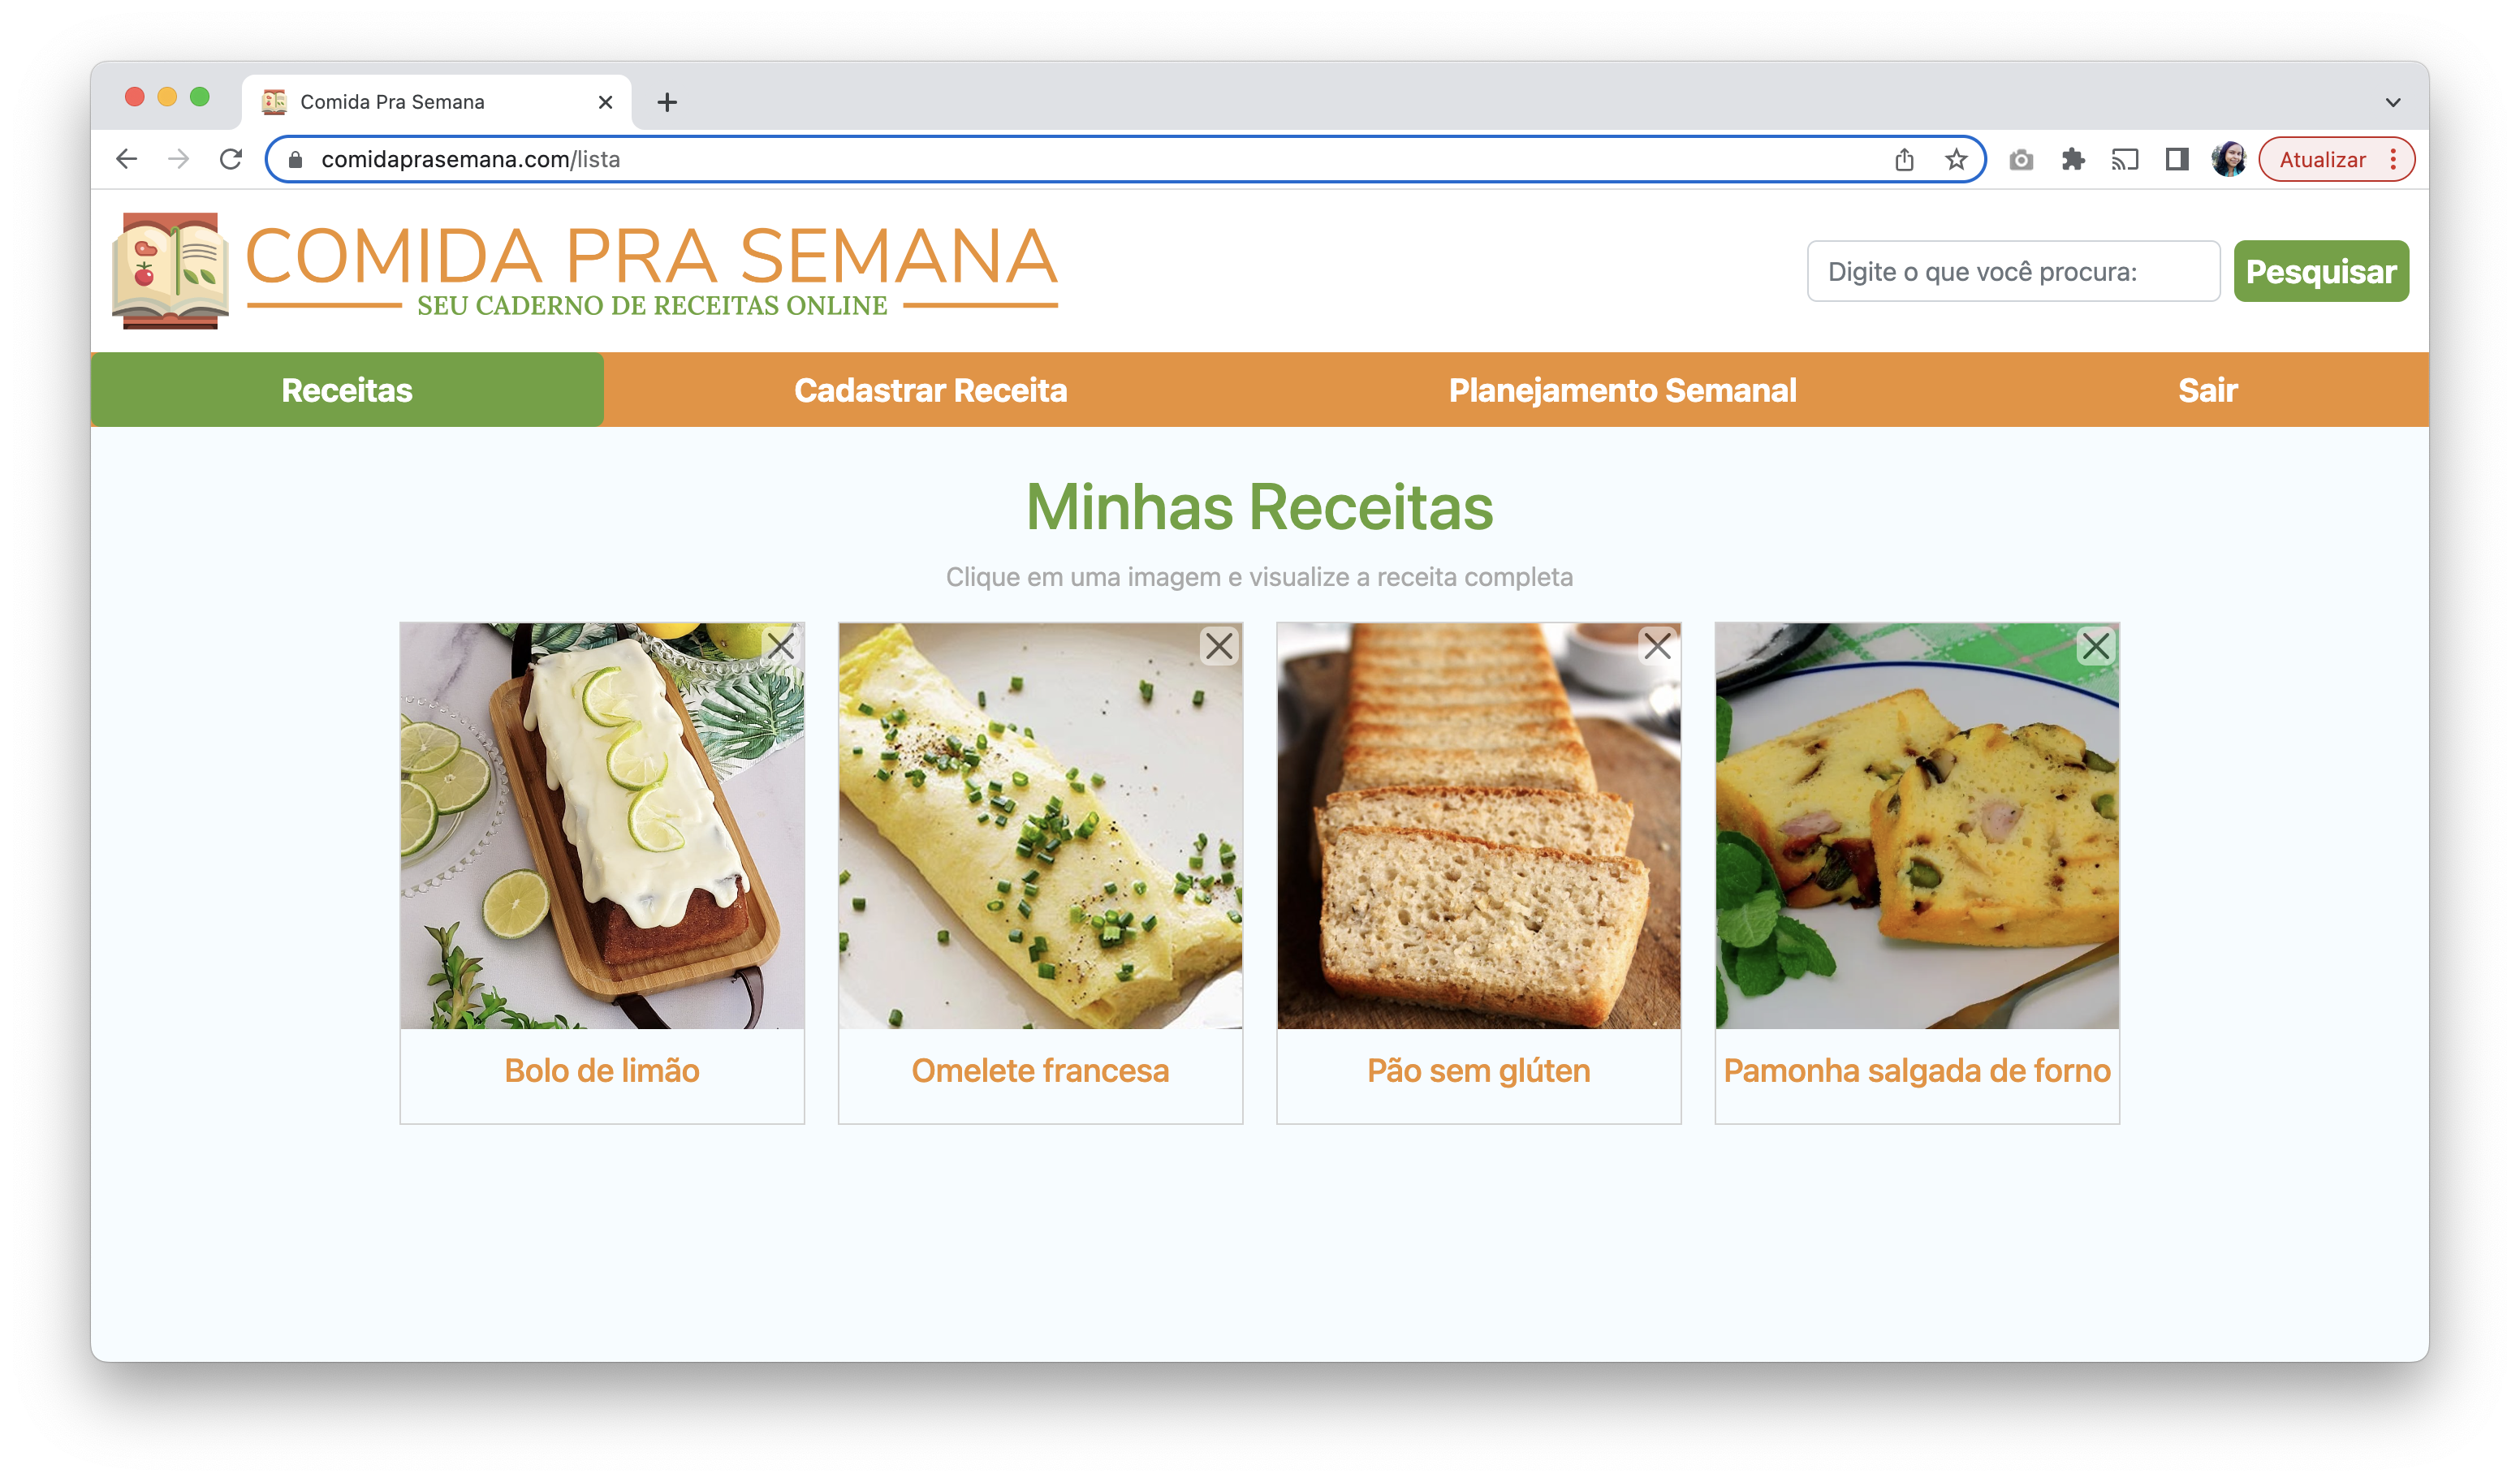 Comida Pra Semana
comidaprasemana.com/lista
Atualizar
COMIDA PRA SEMANA
SEU CADERNO DE RECEITAS ONLINE
Digite o que você procura:
Pesquisar
Receitas
Cadastrar Receita
Planejamento Semanal
Sair
Minhas Receitas
Clique em uma imagem e visualize a receita completa
Bolo de limão
Omelete francesa
Pão sem glúten
Pamonha salgada de forno